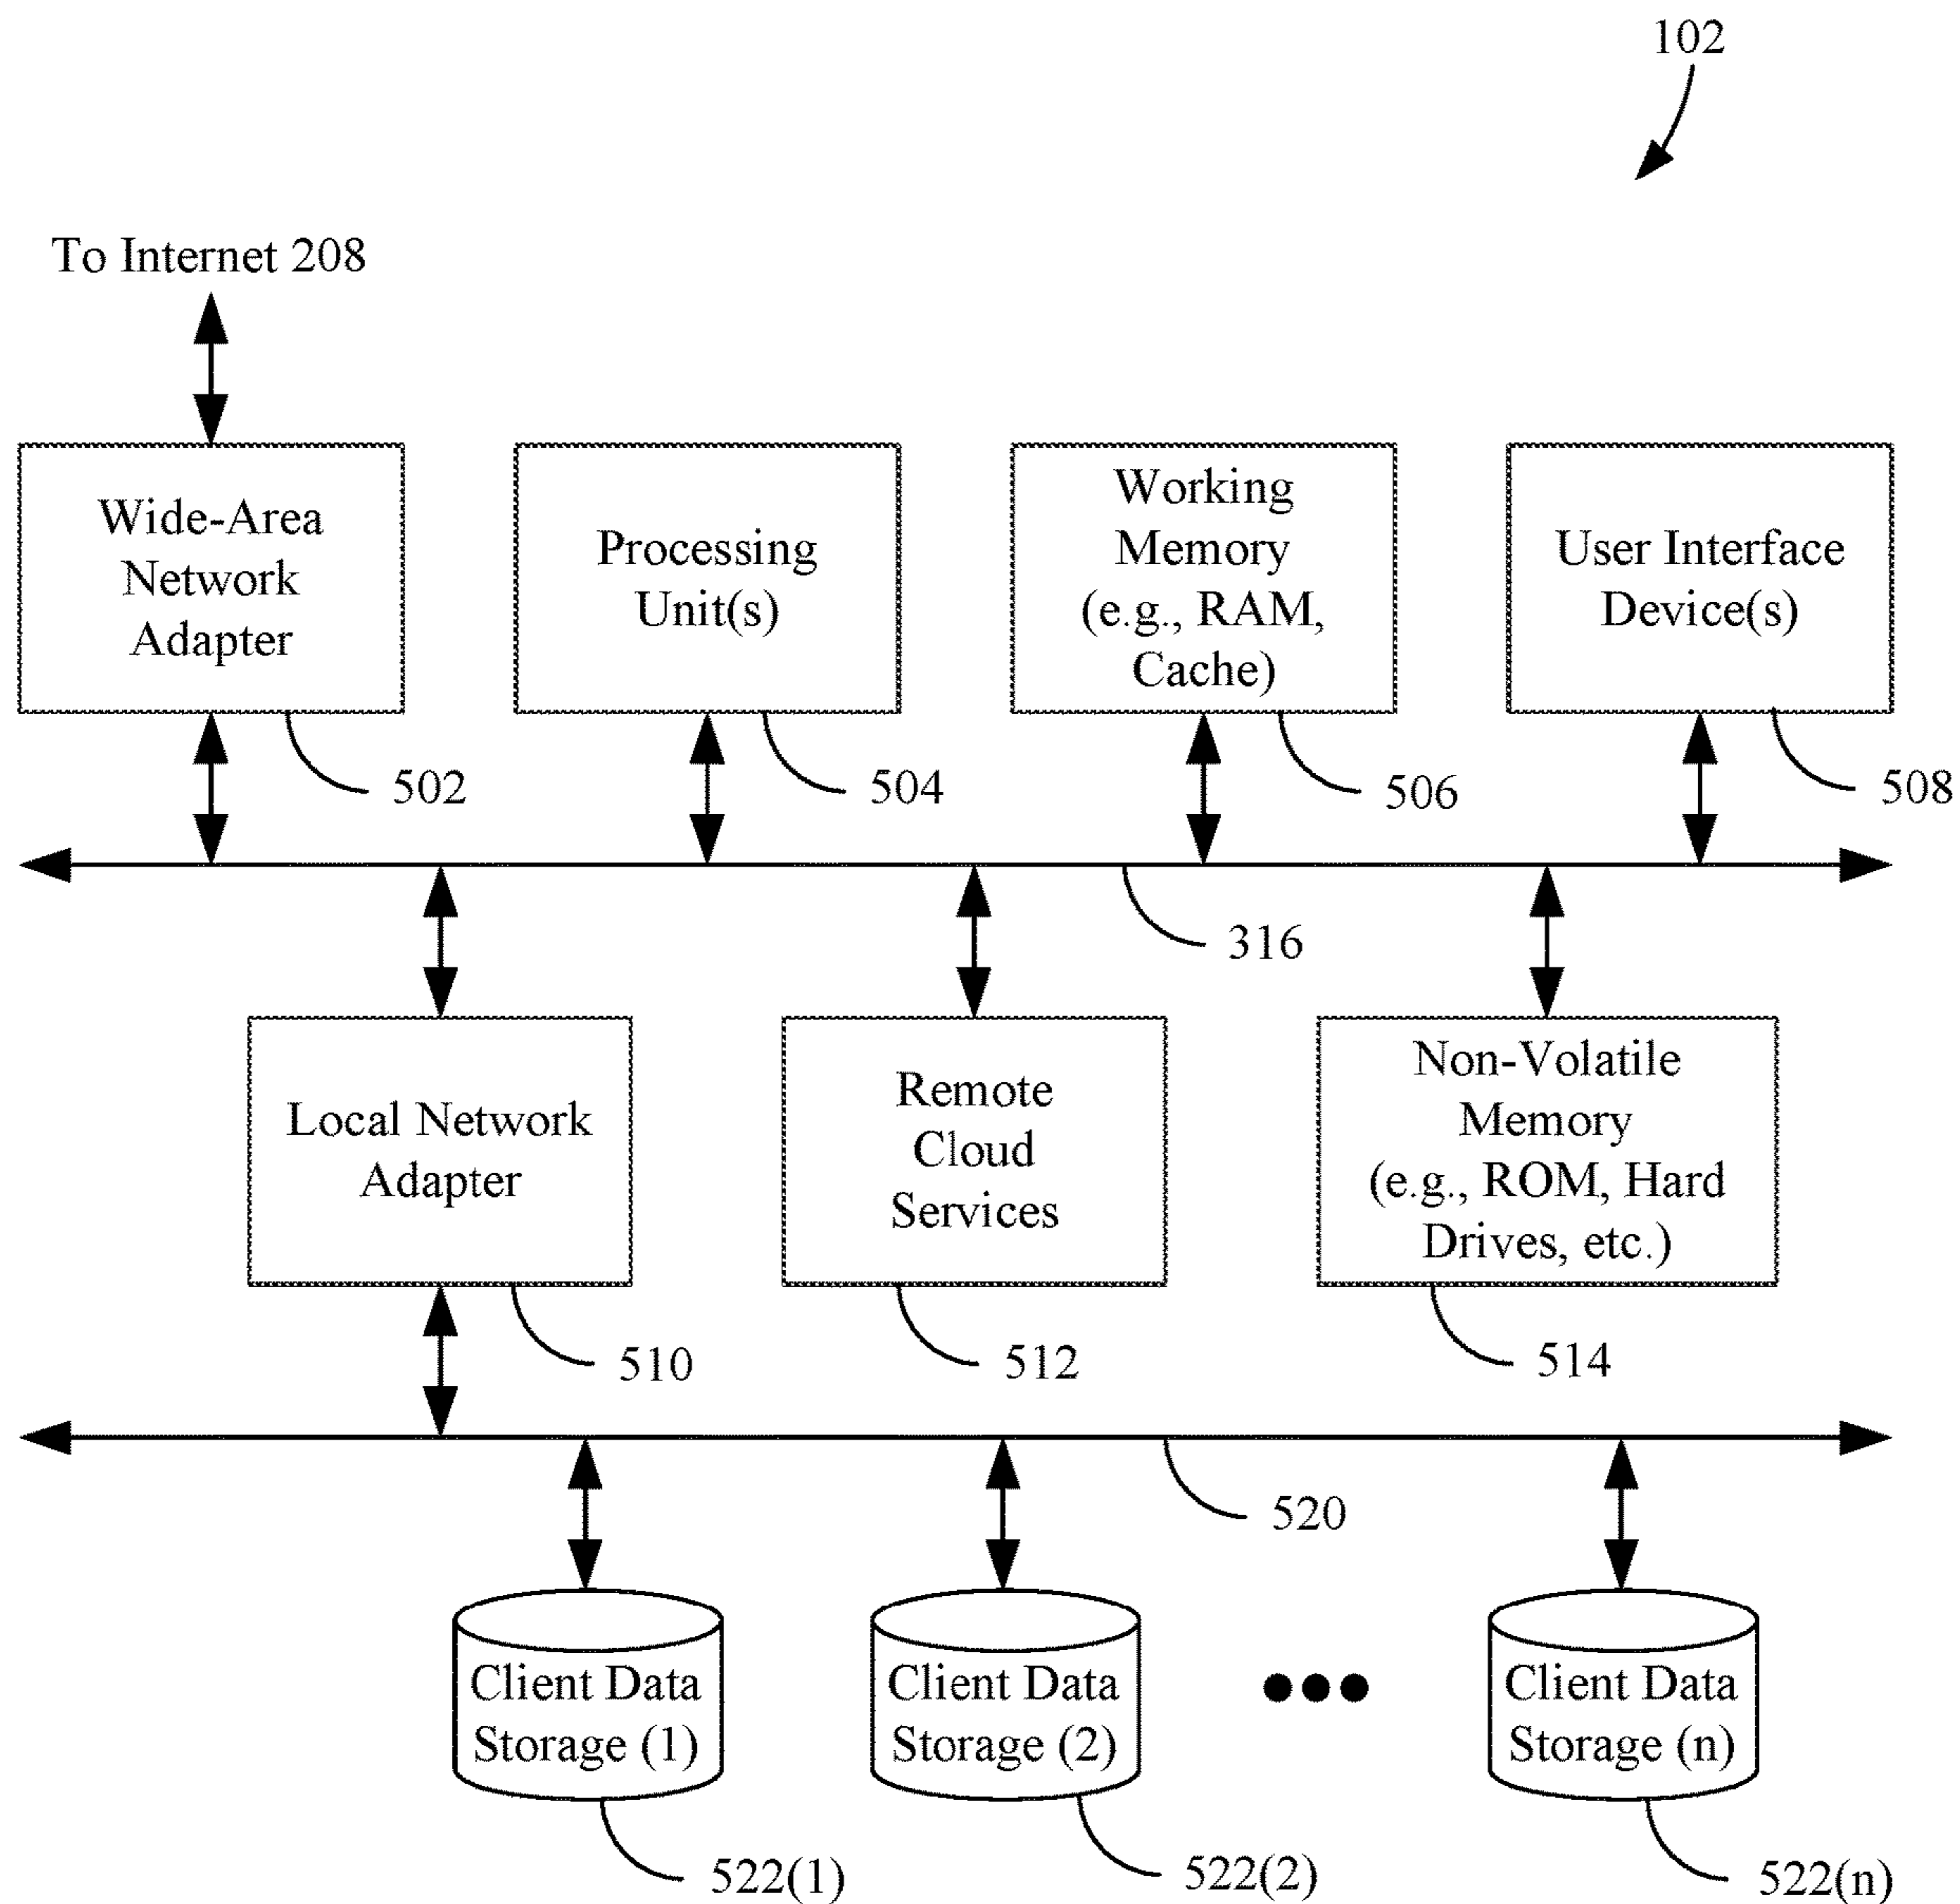 102
To Internet 208
Wide-Area
Network
Adapter
Processing
Unit(s)
Working
Memory
(e.g., RAM,
Cache)
User Interface
Device(s)
502
504
506
508
316
Local Network
Adapter
Remote
Cloud
Services
Non-Volatile
Memory
(e.g., ROM, Hard
Drives, etc.)
510
512
514
520
Client Data
Storage (1)
Client Data
Storage (2)
Client Data
Storage (n)
522(1)
522(2)
522(n)